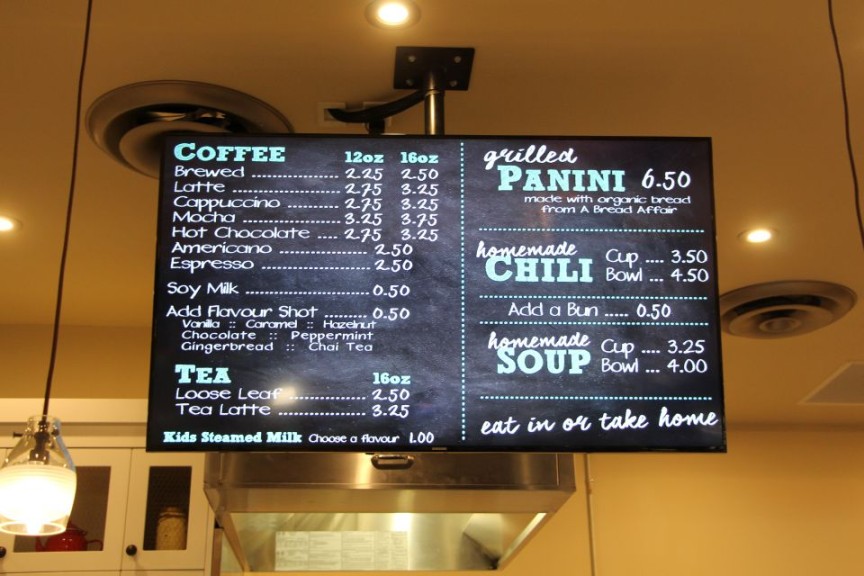 COFFEE 12oz 16oz
Brewed .................. 2.25 2.50
Latte .................. 2.75 3.25
Cappuccino .................. 2.75 3.25
Mocha .................. 3.25 3.75
Hot Chocolate .... 2.75 3.25
Americano .................. 2.50
Espresso .................. 2.50
Soy Milk .................. 0.50
Add Flavour Shot ........ 0.50
Vanilla :: Caramel :: Hazelnut
Chocolate :: Peppermint
Gingerbread :: Chai Tea
TEA 16oz
Loose Leaf .................. 2.50
Tea Latte .................. 3.25
Kids Steamed Milk Choose a flavour 1.00
grilled
PANINI 6.50
made with organic bread
from A Bread Affair
homemade
CHILI
Cup .... 3.50
Bowl ... 4.50
Add a Bun ..... 0.50
homemade
SOUP
Cup .... 3.25
Bowl ... 4.00
eat in or take home